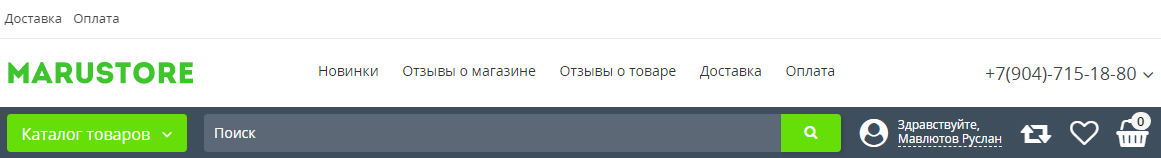 Доставка Оплата
MARUSTORE
Новинки Отзывы о магазине Отзывы о товаре Доставка Оплата
+7(904)-715-18-80
Каталог товаров
Поиск
Здравствуйте,
Мавлютов Руслан
0